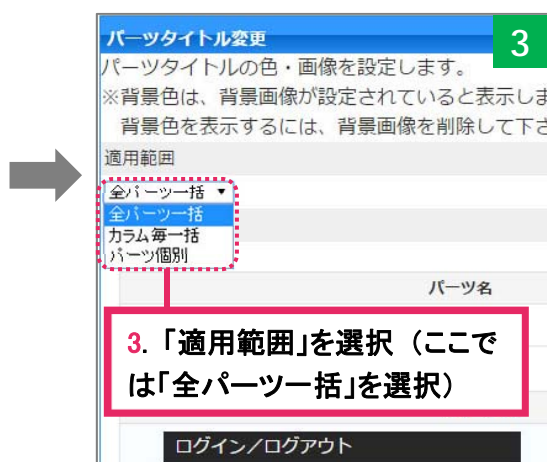 パーツタイトル変更
3
パーツタイトルの色・画像を設定します。
※背景色は、背景画像が設定されていると表示しま
背景色を表示するには、背景画像を削除して下さ
適用範囲
全パーツ一括 ▼
全パーツ一括
カラム毎一括
パーツ個別
パーツ名
3. 「適用範囲」を選択（ここで
は「全パーツ一括」を選択）
ログイン／ログアウト